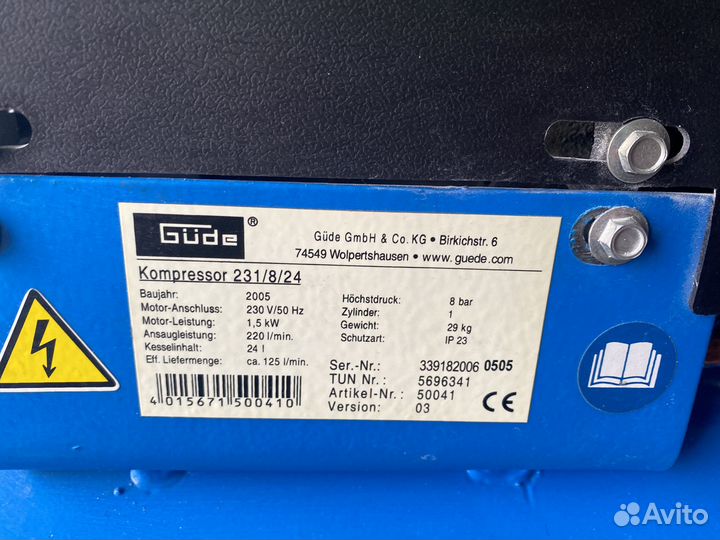 Güde ®
Güde GmbH & Co. KG • Birkichstr. 6
74549 Wolpertshausen • www.guede.com
Kompressor 231/8/24
Baujahr: 2005
Motor-Anschluss: 230 V/50 Hz
Motor-Leistung: 1,5 kW
Ansaugleistung: 220 l/min.
Kesselinhalt: 24 l
Eff. Liefermenge: ca. 125 l/min.
Höchstdruck: 8 bar
Zylinder: 1
Gewicht: 29 kg
Schutzart: IP 23
Ser.-Nr.: 339182006 0505
TUN Nr.: 5696341
Artikel-Nr.: 50041
Version: 03
CE
4 015671 500410
Avito